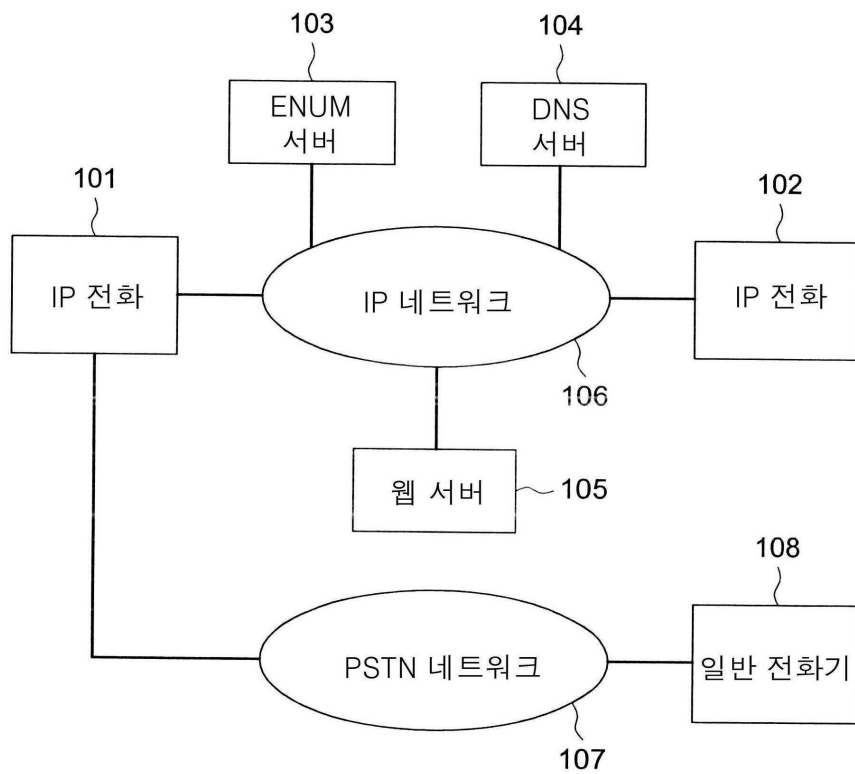 103
104
ENUM
서버
DNS
서버
101
102
IP 전화
IP 네트워크
IP 전화
106
웹 서버
105
108
PSTN 네트워크
일반 전화기
107